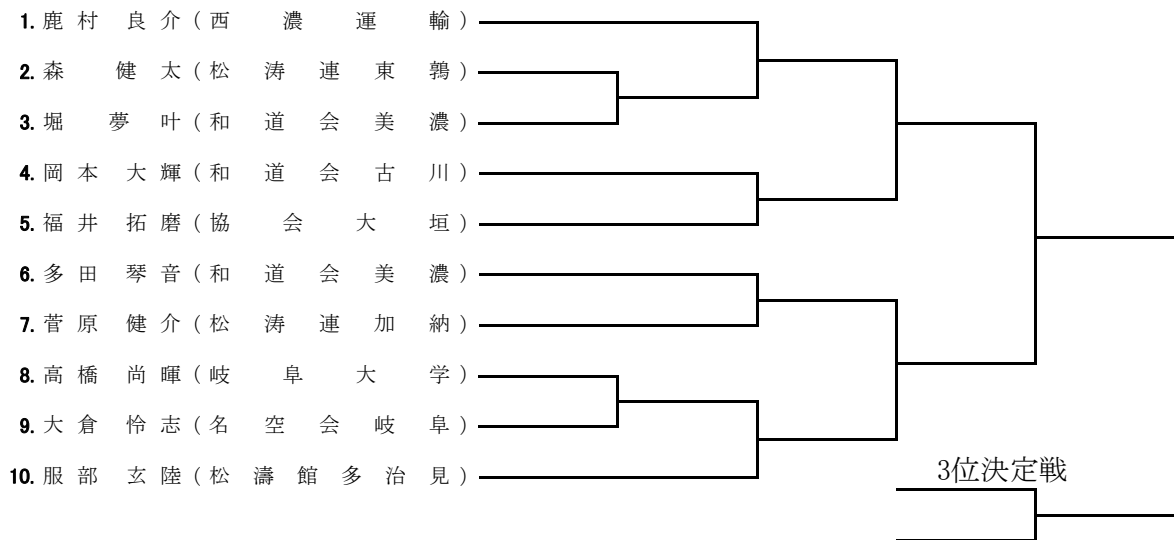 1. 鹿村 良介(西濃運輸)
2. 森 健太(松涛連東鶉)
3. 堀 夢叶(和道会美濃)
4. 岡本 大輝(和道会古川)
5. 福井 拓磨(協会大垣)
6. 多田 琴音(和道会美濃)
7. 菅原 健介(松涛連加納)
8. 高橋 尚暉(岐阜大学)
9. 大倉 怜志(名空会岐阜)
10. 服部 玄陸(松濤館多治見)
3位決定戦